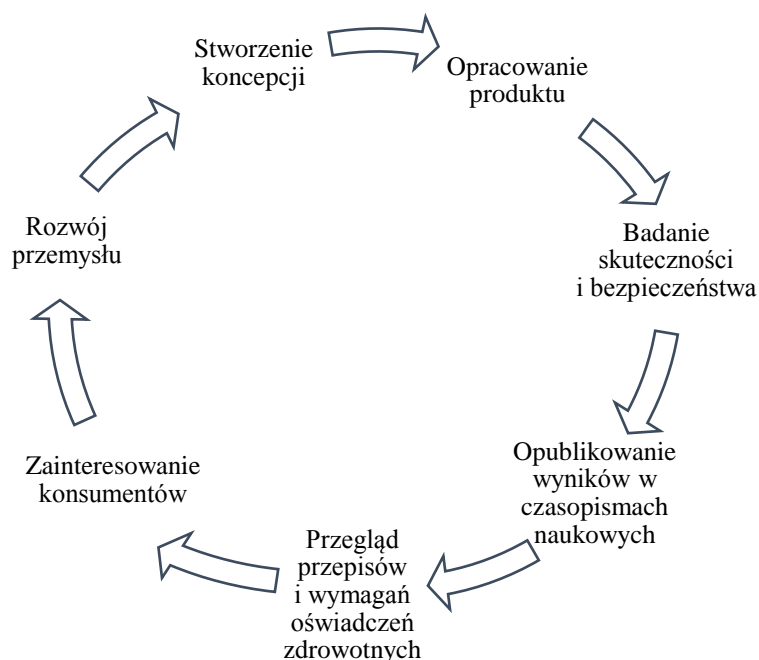 Stworzenie
koncepcji
Opracowanie
produktu
Badanie
skuteczności
i bezpieczeństwa
Opublikowanie
wyników w
czasopismach
naukowych
Przegląd
przepisów
i wymagań
oświadczeń
zdrowotnych
Zainteresowanie
konsumentów
Rozwój
przemysłu